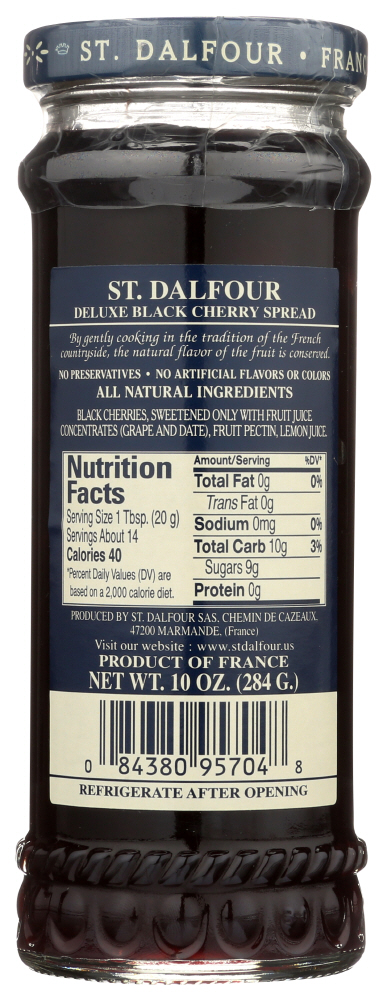 ST. DALFOUR • FRANC
ST. DALFOUR
DELUXE BLACK CHERRY SPREAD
By gently cooking in the tradition of the French
countryside, the natural flavor of the fruit is conserved.
NO PRESERVATIVES • NO ARTIFICIAL FLAVORS OR COLORS
ALL NATURAL INGREDIENTS
BLACK CHERRIES, SWEETENED ONLY WITH FRUIT JUICE
CONCENTRATES (GRAPE AND DATE), FRUIT PECTIN, LEMON JUICE.
Nutrition
Facts
Serving Size 1 Tbsp. (20 g)
Servings About 14
Calories 40
*Percent Daily Values (DV) are
based on a 2,000 calorie diet.
Amount/Serving %DV*
Total Fat 0g 0%
Trans Fat 0g
Sodium 0mg 0%
Total Carb 10g 3%
Sugars 9g
Protein 0g
PRODUCED BY ST. DALFOUR SAS. CHEMIN DE CAZEAUX.
47200 MARMANDE. (France)
Visit our website : www.stdalfour.us
PRODUCT OF FRANCE
NET WT. 10 OZ. (284 G.)
0 84380 95704 8
REFRIGERATE AFTER OPENING